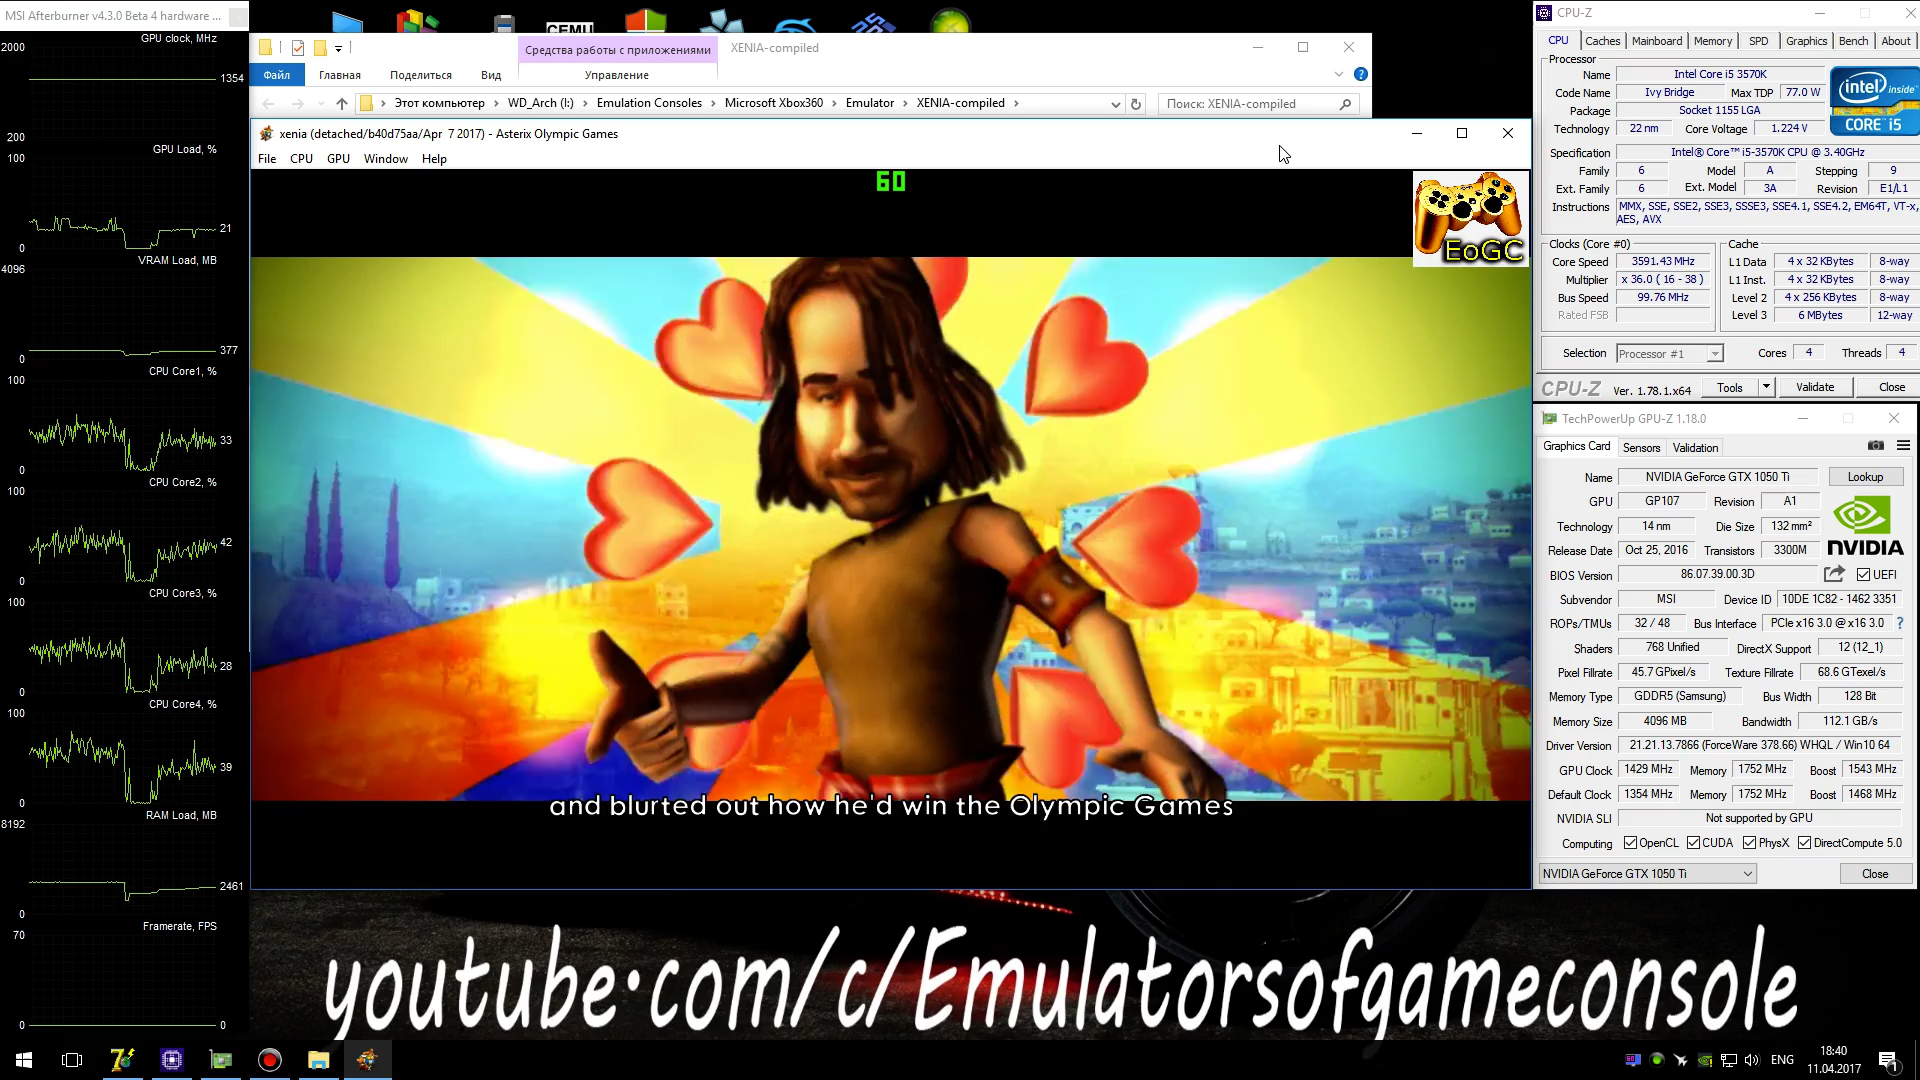 MSI Afterburner v4.3.0 Beta 4 hardware ...
GPU clock, MHz
2000
1354
200
GPU Load, %
100
21
0
VRAM Load, MB
4096
377
0
CPU Core1, %
100
33
0
CPU Core2, %
100
42
0
CPU Core3, %
100
28
0
CPU Core4, %
100
39
0
RAM Load, MB
8192
2461
0
Framerate, FPS
70
0
0
CEMU
Средства работы с приложениями
XENIA-compiled
Файл
Главная
Поделиться
Вид
Управление
Этот компьютер
WD_Arch (I:)
Emulation Consoles
Microsoft Xbox360
Emulator
XENIA-compiled
Поиск: XENIA-compiled
xenia (detached/b40d75aa/Apr 7 2017) - Asterix Olympic Games
File CPU GPU Window Help
60
EoGC
and blurted out how he'd win the Olympic Games
youtube.com/c/Emulatorsofgameconsole
CPU-Z
CPU Caches Mainboard Memory SPD Graphics Bench About
Processor
Name Intel Core i5 3570K
Code Name Ivy Bridge Max TDP 77.0 W
Package Socket 1155 LGA
Technology 22 nm Core Voltage 1.224 V
intel inside™
CORE i5
Specification Intel® Core™ i5-3570K CPU @ 3.40GHz
Family 6 Model A Stepping 9
Ext. Family 6 Ext. Model 3A Revision E1/L1
Instructions MMX, SSE, SSE2, SSE3, SSSE3, SSE4.1, SSE4.2, EM64T, VT-x,
AES, AVX
Clocks (Core #0)
Core Speed 3591.43 MHz
Multiplier x 36.0 ( 16 - 38 )
Bus Speed 99.76 MHz
Rated FSB
Cache
L1 Data 4 x 32 KBytes 8-way
L1 Inst. 4 x 32 KBytes 8-way
Level 2 4 x 256 KBytes 8-way
Level 3 6 MBytes 12-way
Selection Processor #1 Cores 4 Threads 4
CPU-Z Ver. 1.78.1.x64 Tools Validate Close
TechPowerUp GPU-Z 1.18.0
Graphics Card Sensors Validation
Name NVIDIA GeForce GTX 1050 Ti Lookup
GPU GP107 Revision A1
Technology 14 nm Die Size 132 mm²
Release Date Oct 25, 2016 Transistors 3300M
NVIDIA
BIOS Version 86.07.39.00.3D UEFI
Subvendor MSI Device ID 10DE 1C82 - 1462 3351
ROPs/TMUs 32 / 48 Bus Interface PCIe x16 3.0 @ x16 3.0 ?
Shaders 768 Unified DirectX Support 12 (12_1)
Pixel Fillrate 45.7 GPixel/s Texture Fillrate 68.6 GTexel/s
Memory Type GDDR5 (Samsung) Bus Width 128 Bit
Memory Size 4096 MB Bandwidth 112.1 GB/s
Driver Version 21.21.13.7866 (ForceWare 378.66) WHQL / Win10 64
GPU Clock 1429 MHz Memory 1752 MHz Boost 1543 MHz
Default Clock 1354 MHz Memory 1752 MHz Boost 1468 MHz
NVIDIA SLI Not supported by GPU
Computing OpenCL CUDA PhysX DirectCompute 5.0
NVIDIA GeForce GTX 1050 Ti Close
ENG
18:40
11.04.2017
1